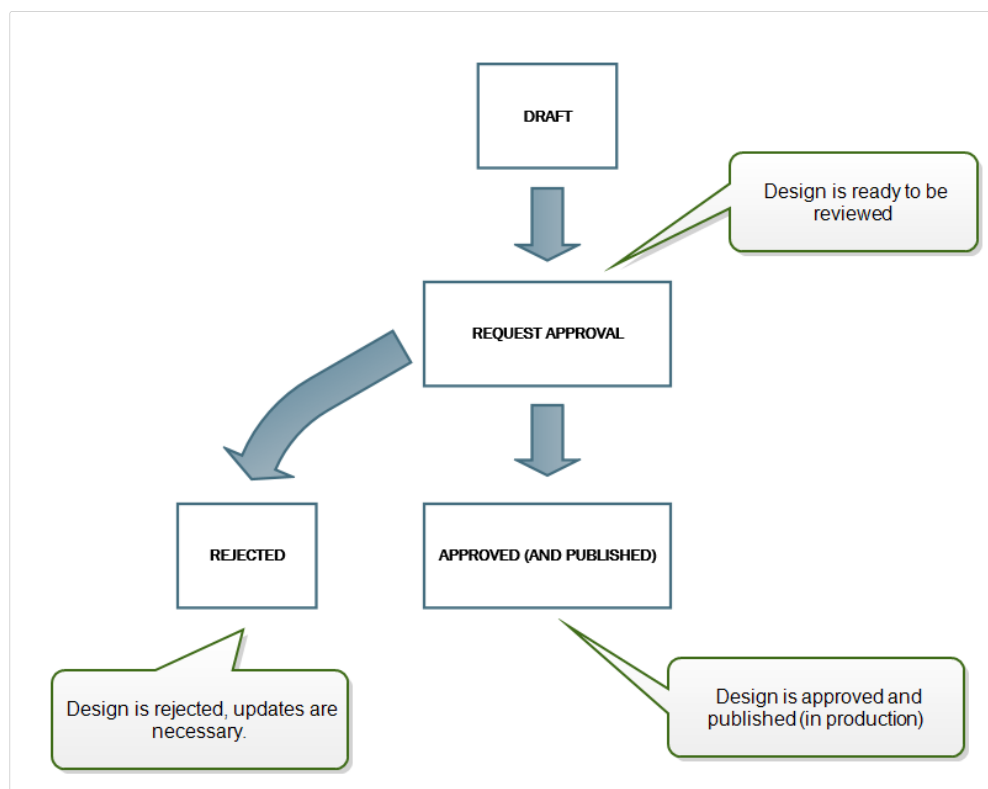 DRAFT
Design is ready to be
reviewed
REQUEST APPROVAL
REJECTED
APPROVED (AND PUBLISHED)
Design is rejected, updates are
necessary.
Design is approved and
published (in production)